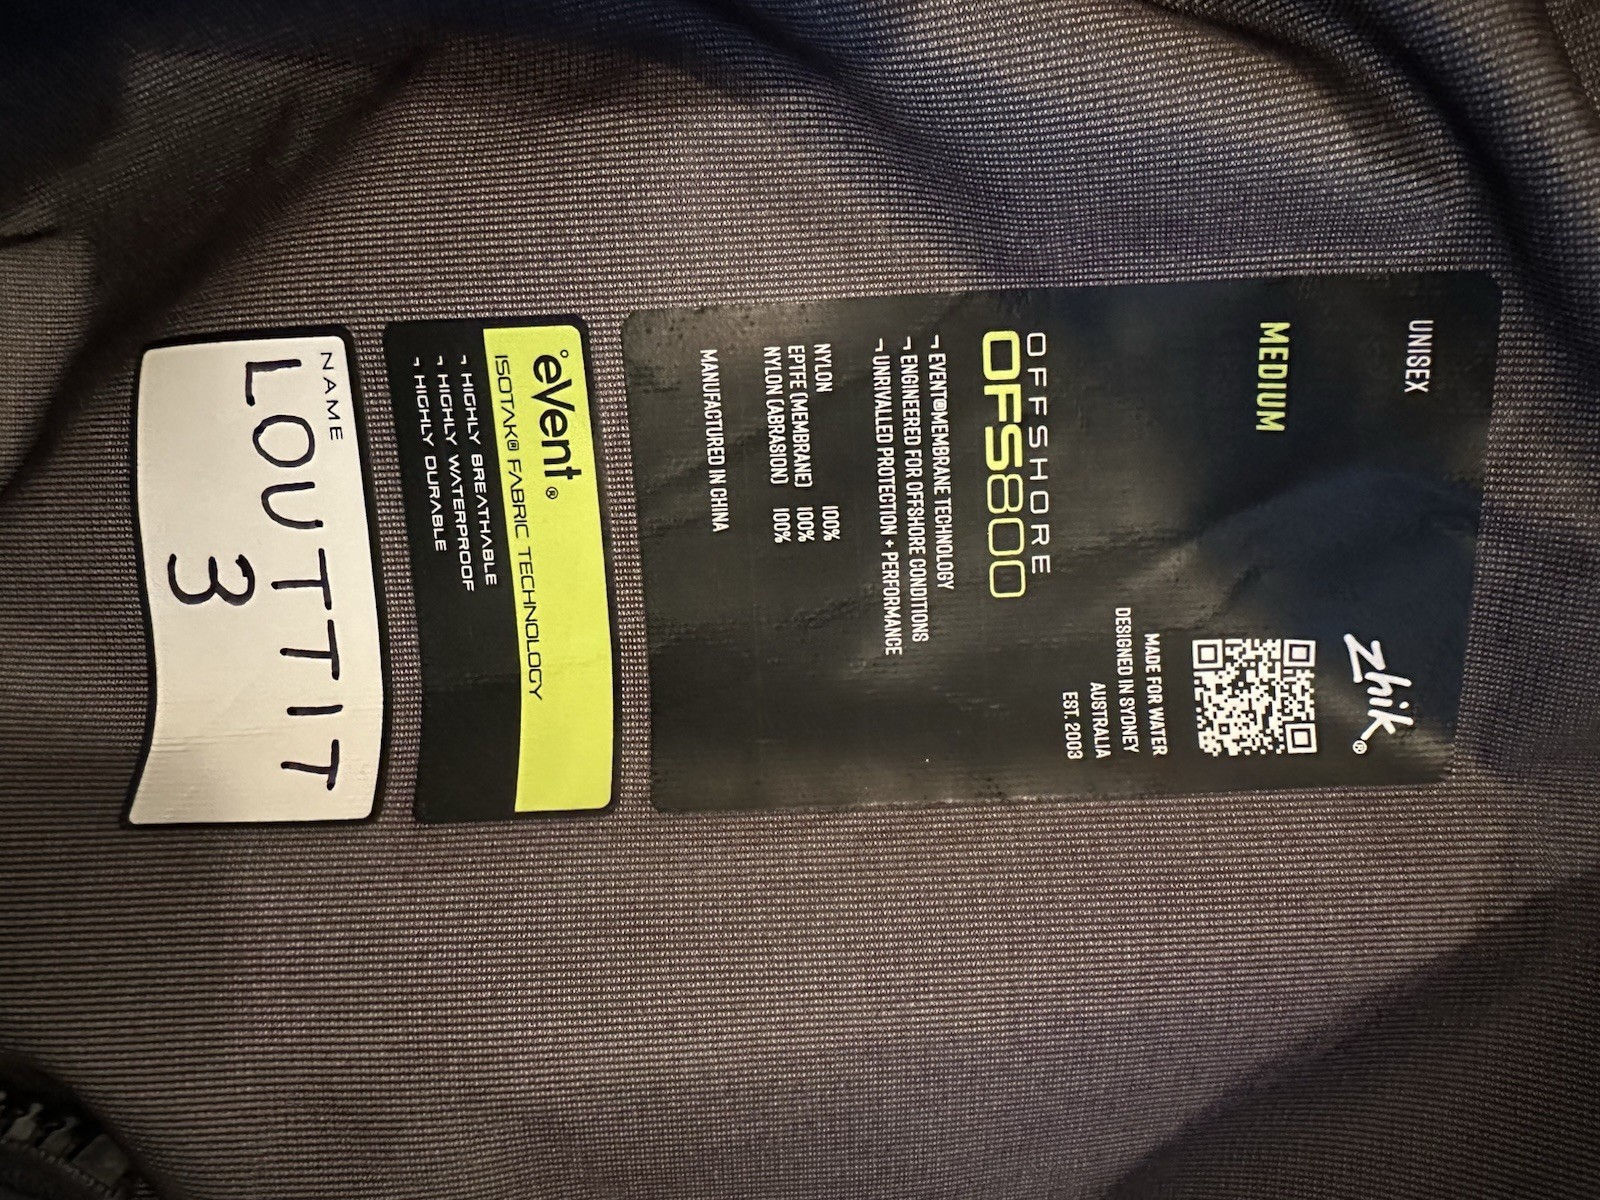 UNISEX
zhik®
MEDIUM
MADE FOR WATER
DESIGNED IN SYDNEY
AUSTRALIA
EST. 2003
OFFSHORE
OFS800
¬ EVENT®MEMBRANE TECHNOLOGY
¬ ENGINEERED FOR OFFSHORE CONDITIONS
¬ UNRIVALLED PROTECTION + PERFORMANCE
NYLON 100%
EPTFE (MEMBRANE) 100%
NYLON (ABRASION) 100%
MANUFACTURED IN CHINA
°eVent®
ISOTAK® FABRIC TECHNOLOGY
¬ HIGHLY BREATHABLE
¬ HIGHLY WATERPROOF
¬ HIGHLY DURABLE
NAME
LOUTTIT
3